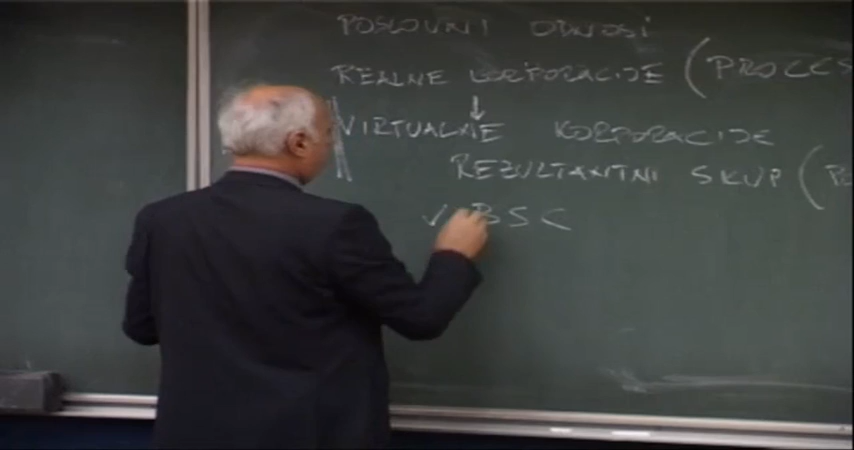 POSLOVNI ODNOSI
REALNE KORPORACIJE (PROCES
↓
VIRTUALNE KORPORACIJE
REZULTANTNI SKUP (
✓ BSC